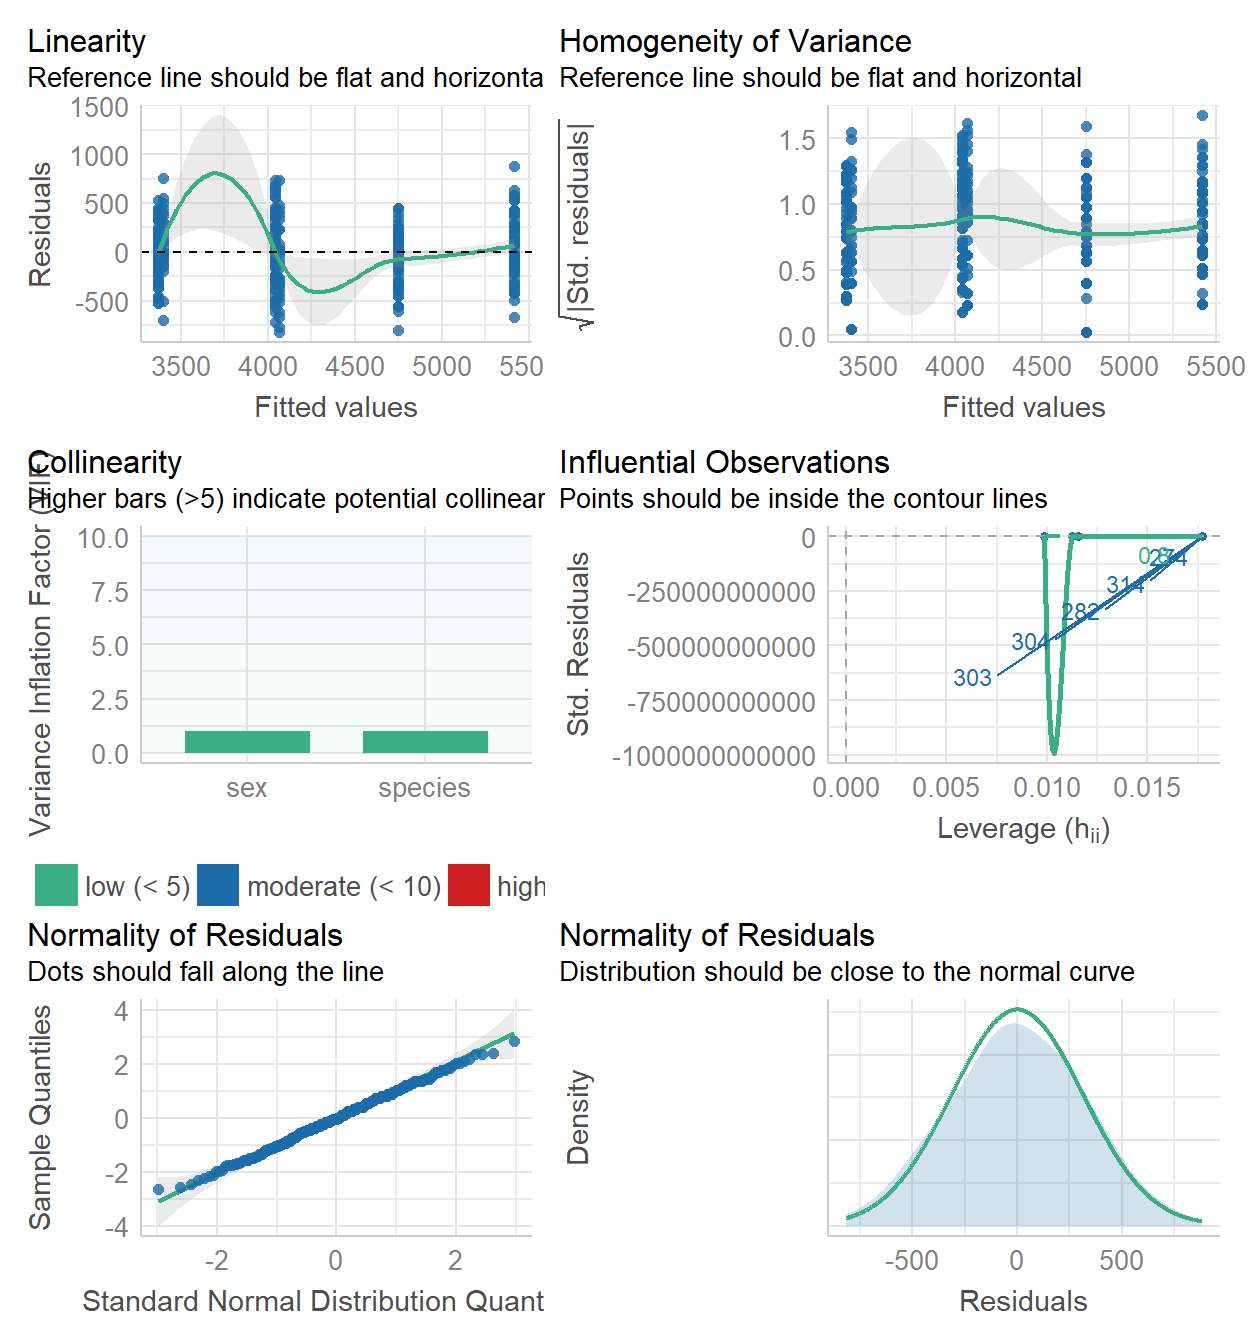 Linearity
Reference line should be flat and horizonta
1500
1000
500
0
-500
Residuals
3500 4000 4500 5000 550
Fitted values
Homogeneity of Variance
Reference line should be flat and horizontal
1.5
1.0
0.5
0.0
√|Std. residuals|
3500 4000 4500 5000 5500
Fitted values
Collinearity
Higher bars (>5) indicate potential collinear
10.0
7.5
5.0
2.5
0.0
Variance Inflation Factor (VIF)
sex species
low (< 5) moderate (< 10) high
Influential Observations
Points should be inside the contour lines
0
-250000000000
-500000000000
-750000000000
-1000000000000
Std. Residuals
0.8
274
314
282
304
303
0.000 0.005 0.010 0.015
Leverage (hii)
Normality of Residuals
Dots should fall along the line
4
2
0
-2
-4
Sample Quantiles
-2 0 2
Standard Normal Distribution Quant
Normality of Residuals
Distribution should be close to the normal curve
Density
-500 0 500
Residuals